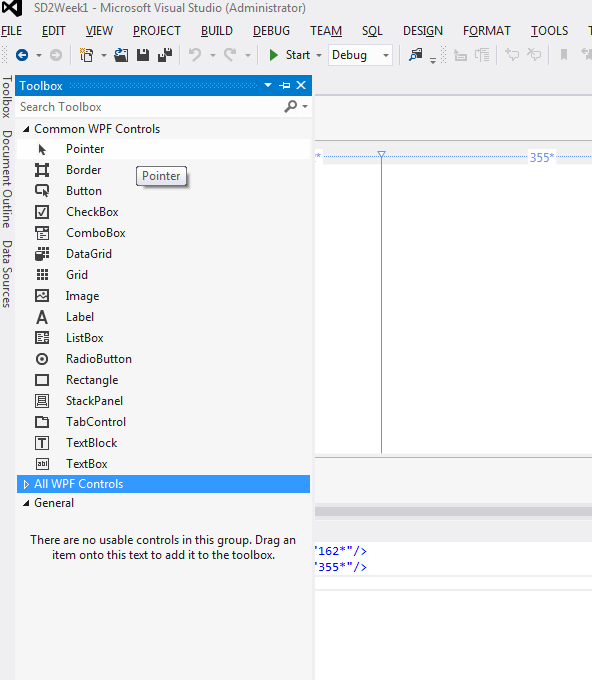 SD2Week1 - Microsoft Visual Studio (Administrator)
FILE EDIT VIEW PROJECT BUILD DEBUG TEAM SQL DESIGN FORMAT TOOLS
Start Debug
Toolbox
Document Outline
Data Sources
Toolbox
Search Toolbox
Common WPF Controls
Pointer
Border
Pointer
Button
CheckBox
ComboBox
DataGrid
Grid
Image
A Label
ListBox
RadioButton
Rectangle
StackPanel
TabControl
T TextBlock
abl TextBox
All WPF Controls
General
There are no usable controls in this group. Drag an
item onto this text to add it to the toolbox.
* 355*
"162*"/>
"355*"/>